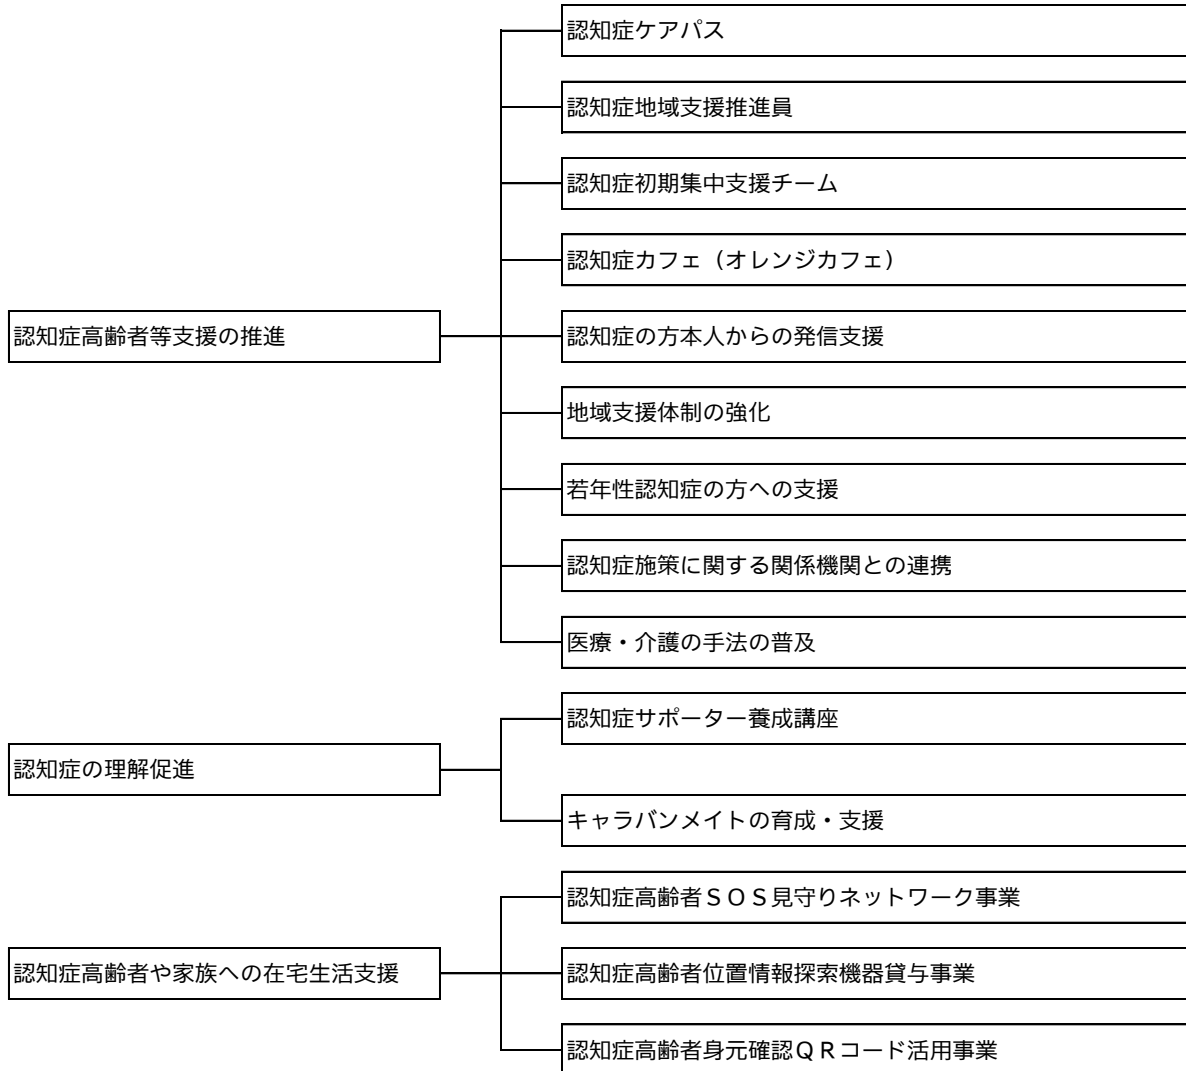 認知症高齢者等支援の推進
認知症ケアパス
認知症地域支援推進員
認知症初期集中支援チーム
認知症カフェ（オレンジカフェ）
認知症の方本人からの発信支援
地域支援体制の強化
若年性認知症の方への支援
認知症施策に関する関係機関との連携
医療・介護の手法の普及
認知症の理解促進
認知症サポーター養成講座
キャラバンメイトの育成・支援
認知症高齢者や家族への在宅生活支援
認知症高齢者ＳＯＳ見守りネットワーク事業
認知症高齢者位置情報探索機器貸与事業
認知症高齢者身元確認ＱＲコード活用事業